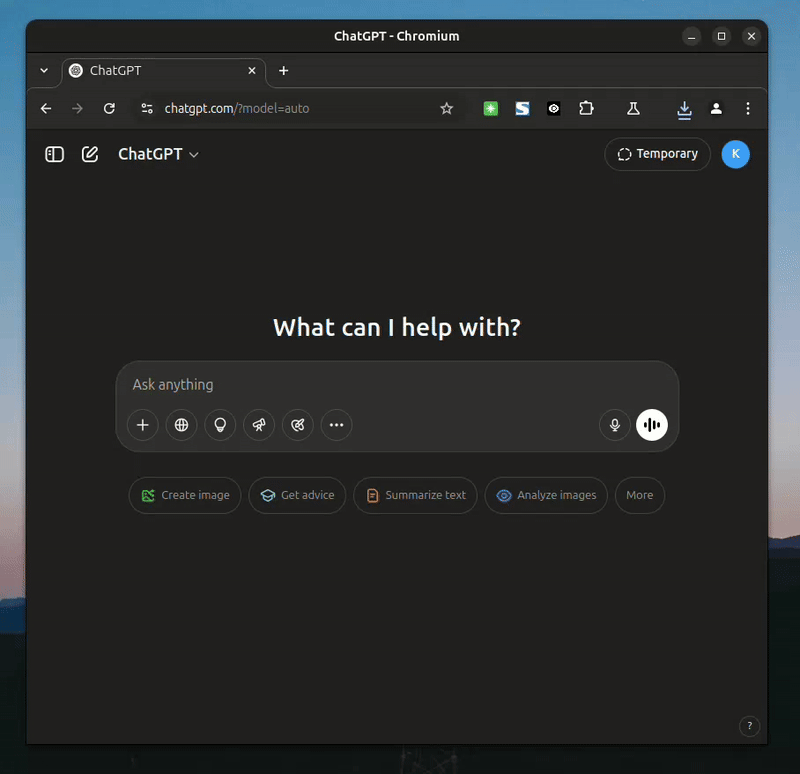 ChatGPT - Chromium
ChatGPT
chatgpt.com/?model=auto
ChatGPT
Temporary
K
What can I help with?
Ask anything
Create image
Get advice
Summarize text
Analyze images
More
?